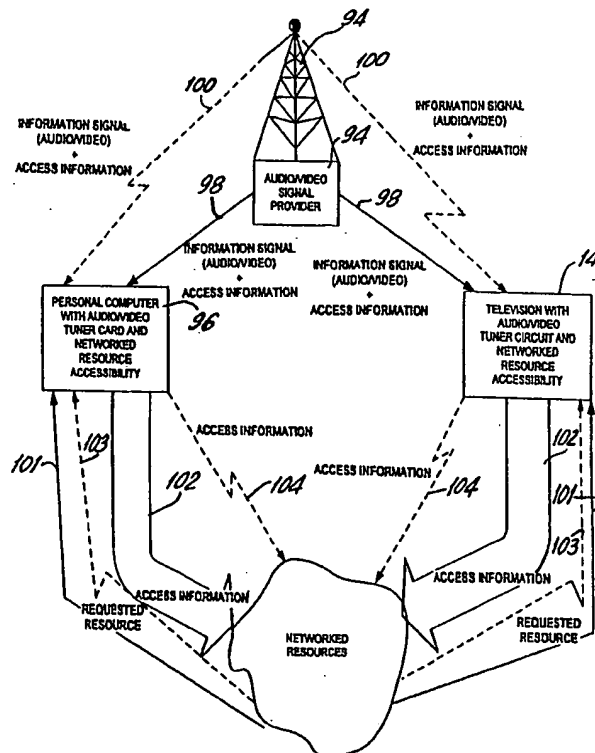 94
100
100
INFORMATION SIGNAL
(AUDIO/VIDEO)
+
ACCESS INFORMATION
INFORMATION SIGNAL
(AUDIO/VIDEO)
+
ACCESS INFORMATION
94
AUDIO/VIDEO
SIGNAL
PROVIDER
98
98
INFORMATION SIGNAL
(AUDIO/VIDEO)
+
ACCESS INFORMATION
INFORMATION SIGNAL
(AUDIO/VIDEO)
+
ACCESS INFORMATION
14
PERSONAL COMPUTER
WITH AUDIO/VIDEO
TUNER CARD AND
NETWORKED
RESOURCE
ACCESSIBILITY
96
TELEVISION WITH
AUDIO/VIDEO
TUNER CIRCUIT AND
NETWORKED
RESOURCE
ACCESSIBILITY
ACCESS INFORMATION
ACCESS INFORMATION
101
103
102
104
104
102
101
103
ACCESS INFORMATION
REQUESTED
RESOURCE
ACCESS INFORMATION
REQUESTED
RESOURCE
NETWORKED
RESOURCES